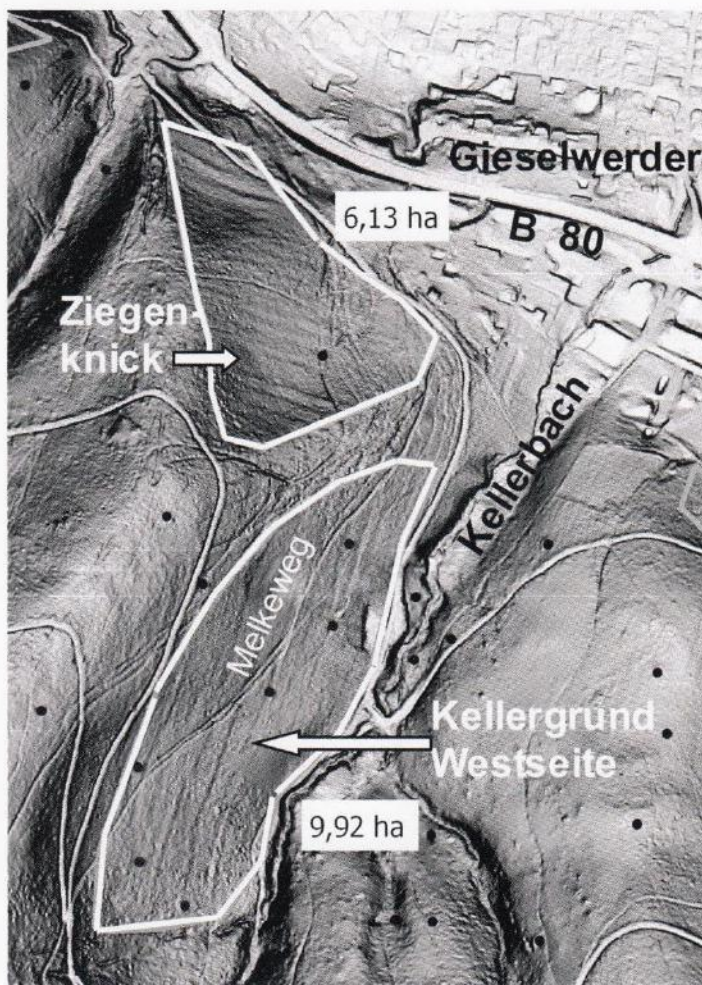 Gieselwerder
6,13 ha
B 80
Ziegen-
knick
Kellerbach
Melkeweg
Kellergrund
Westseite
9,92 ha